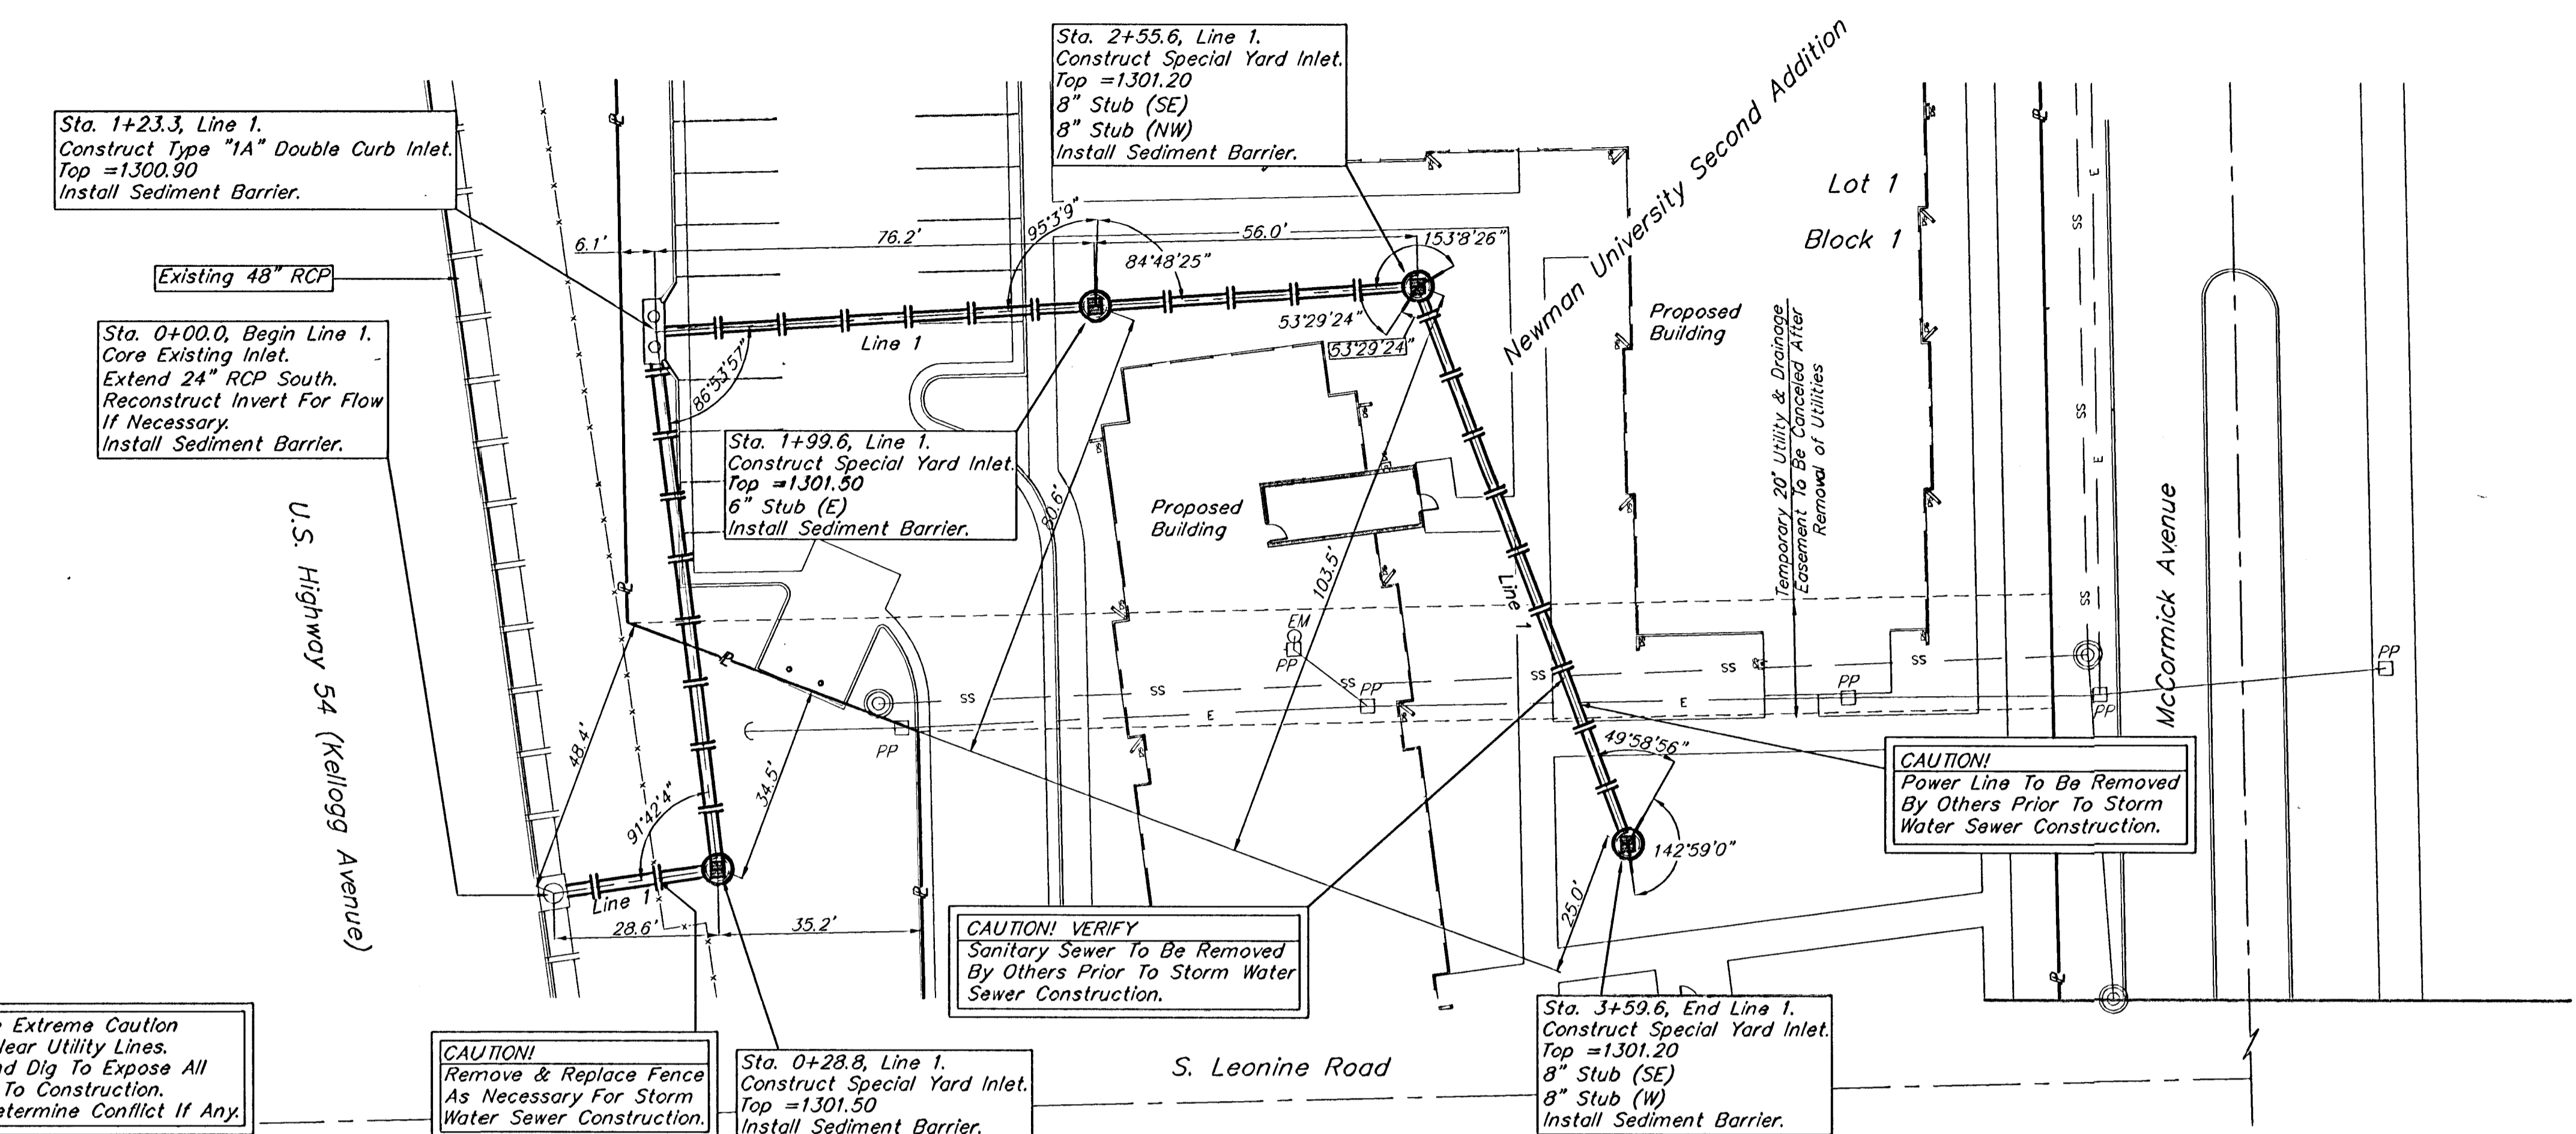 Sta. 2+55.6, Line 1.
Construct Special Yard Inlet.
Top =1301.20
8" Stub (SE)
8" Stub (NW)
Install Sediment Barrier.
Sta. 1+23.3, Line 1.
Construct Type "1A" Double Curb Inlet.
Top =1300.90
Install Sediment Barrier.
Newman University Second Addition
Lot 1
Block 1
6.1'
76.2'
95°3'9"
56.0'
84°48'25"
153°8'26"
Existing 48" RCP
53°29'24"
53°29'24"
Line 1
86°53'57"
Sta. 0+00.0, Begin Line 1.
Core Existing Inlet.
Extend 24" RCP South.
Reconstruct Invert For Flow
If Necessary.
Install Sediment Barrier.
Proposed
Building
Temporary 20' Utility & Drainage
Easement To Be Canceled After
Removal of Utilities
Sta. 1+99.6, Line 1.
Construct Special Yard Inlet.
Top =1301.50
6" Stub (E)
Install Sediment Barrier.
Proposed
Building
80.6'
103.5'
Line 1
U.S. Highway 54 (Kellogg Avenue)
McCormick Avenue
E
SS
SS
E
SS
EM
PP
SS
SS
SS
SS
SS
PP
E
E
PP
PP
PP
PP
48.4'
34.5'
91°42'4"
49°58'56"
142°59'0"
25.0'
CAUTION!
Power Line To Be Removed
By Others Prior To Storm
Water Sewer Construction.
Line 1
28.6'
35.2'
CAUTION! VERIFY
Sanitary Sewer To Be Removed
By Others Prior To Storm Water
Sewer Construction.
Extreme Caution
Near Utility Lines.
Dig To Expose All
To Construction.
Determine Conflict If Any.
CAUTION!
Remove & Replace Fence
As Necessary For Storm
Water Sewer Construction.
Sta. 0+28.8, Line 1.
Construct Special Yard Inlet.
Top =1301.50
Install Sediment Barrier.
S. Leonine Road
Sta. 3+59.6, End Line 1.
Construct Special Yard Inlet.
Top =1301.20
8" Stub (SE)
8" Stub (W)
Install Sediment Barrier.